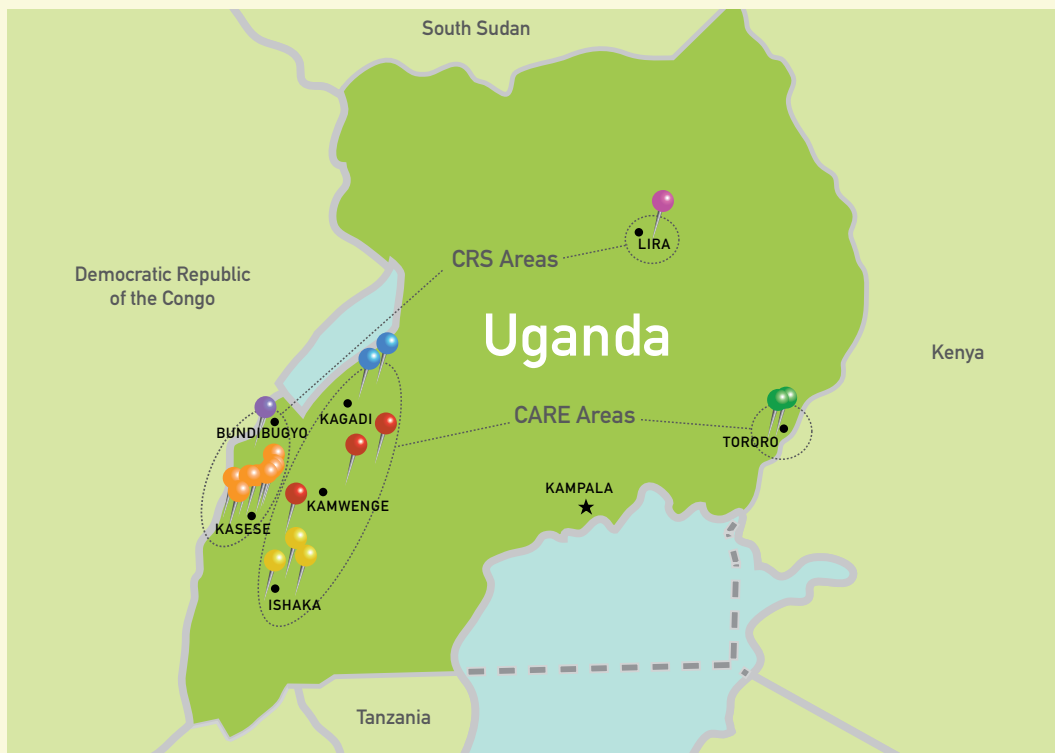 South Sudan
LIRA
CRS Areas
Democratic Republic
of the Congo
Uganda
Kenya
KAGADI
CARE Areas
BUNDIBUGYO
TORORO
KAMPALA
KAMWENGE
KASESE
ISHAKA
Tanzania